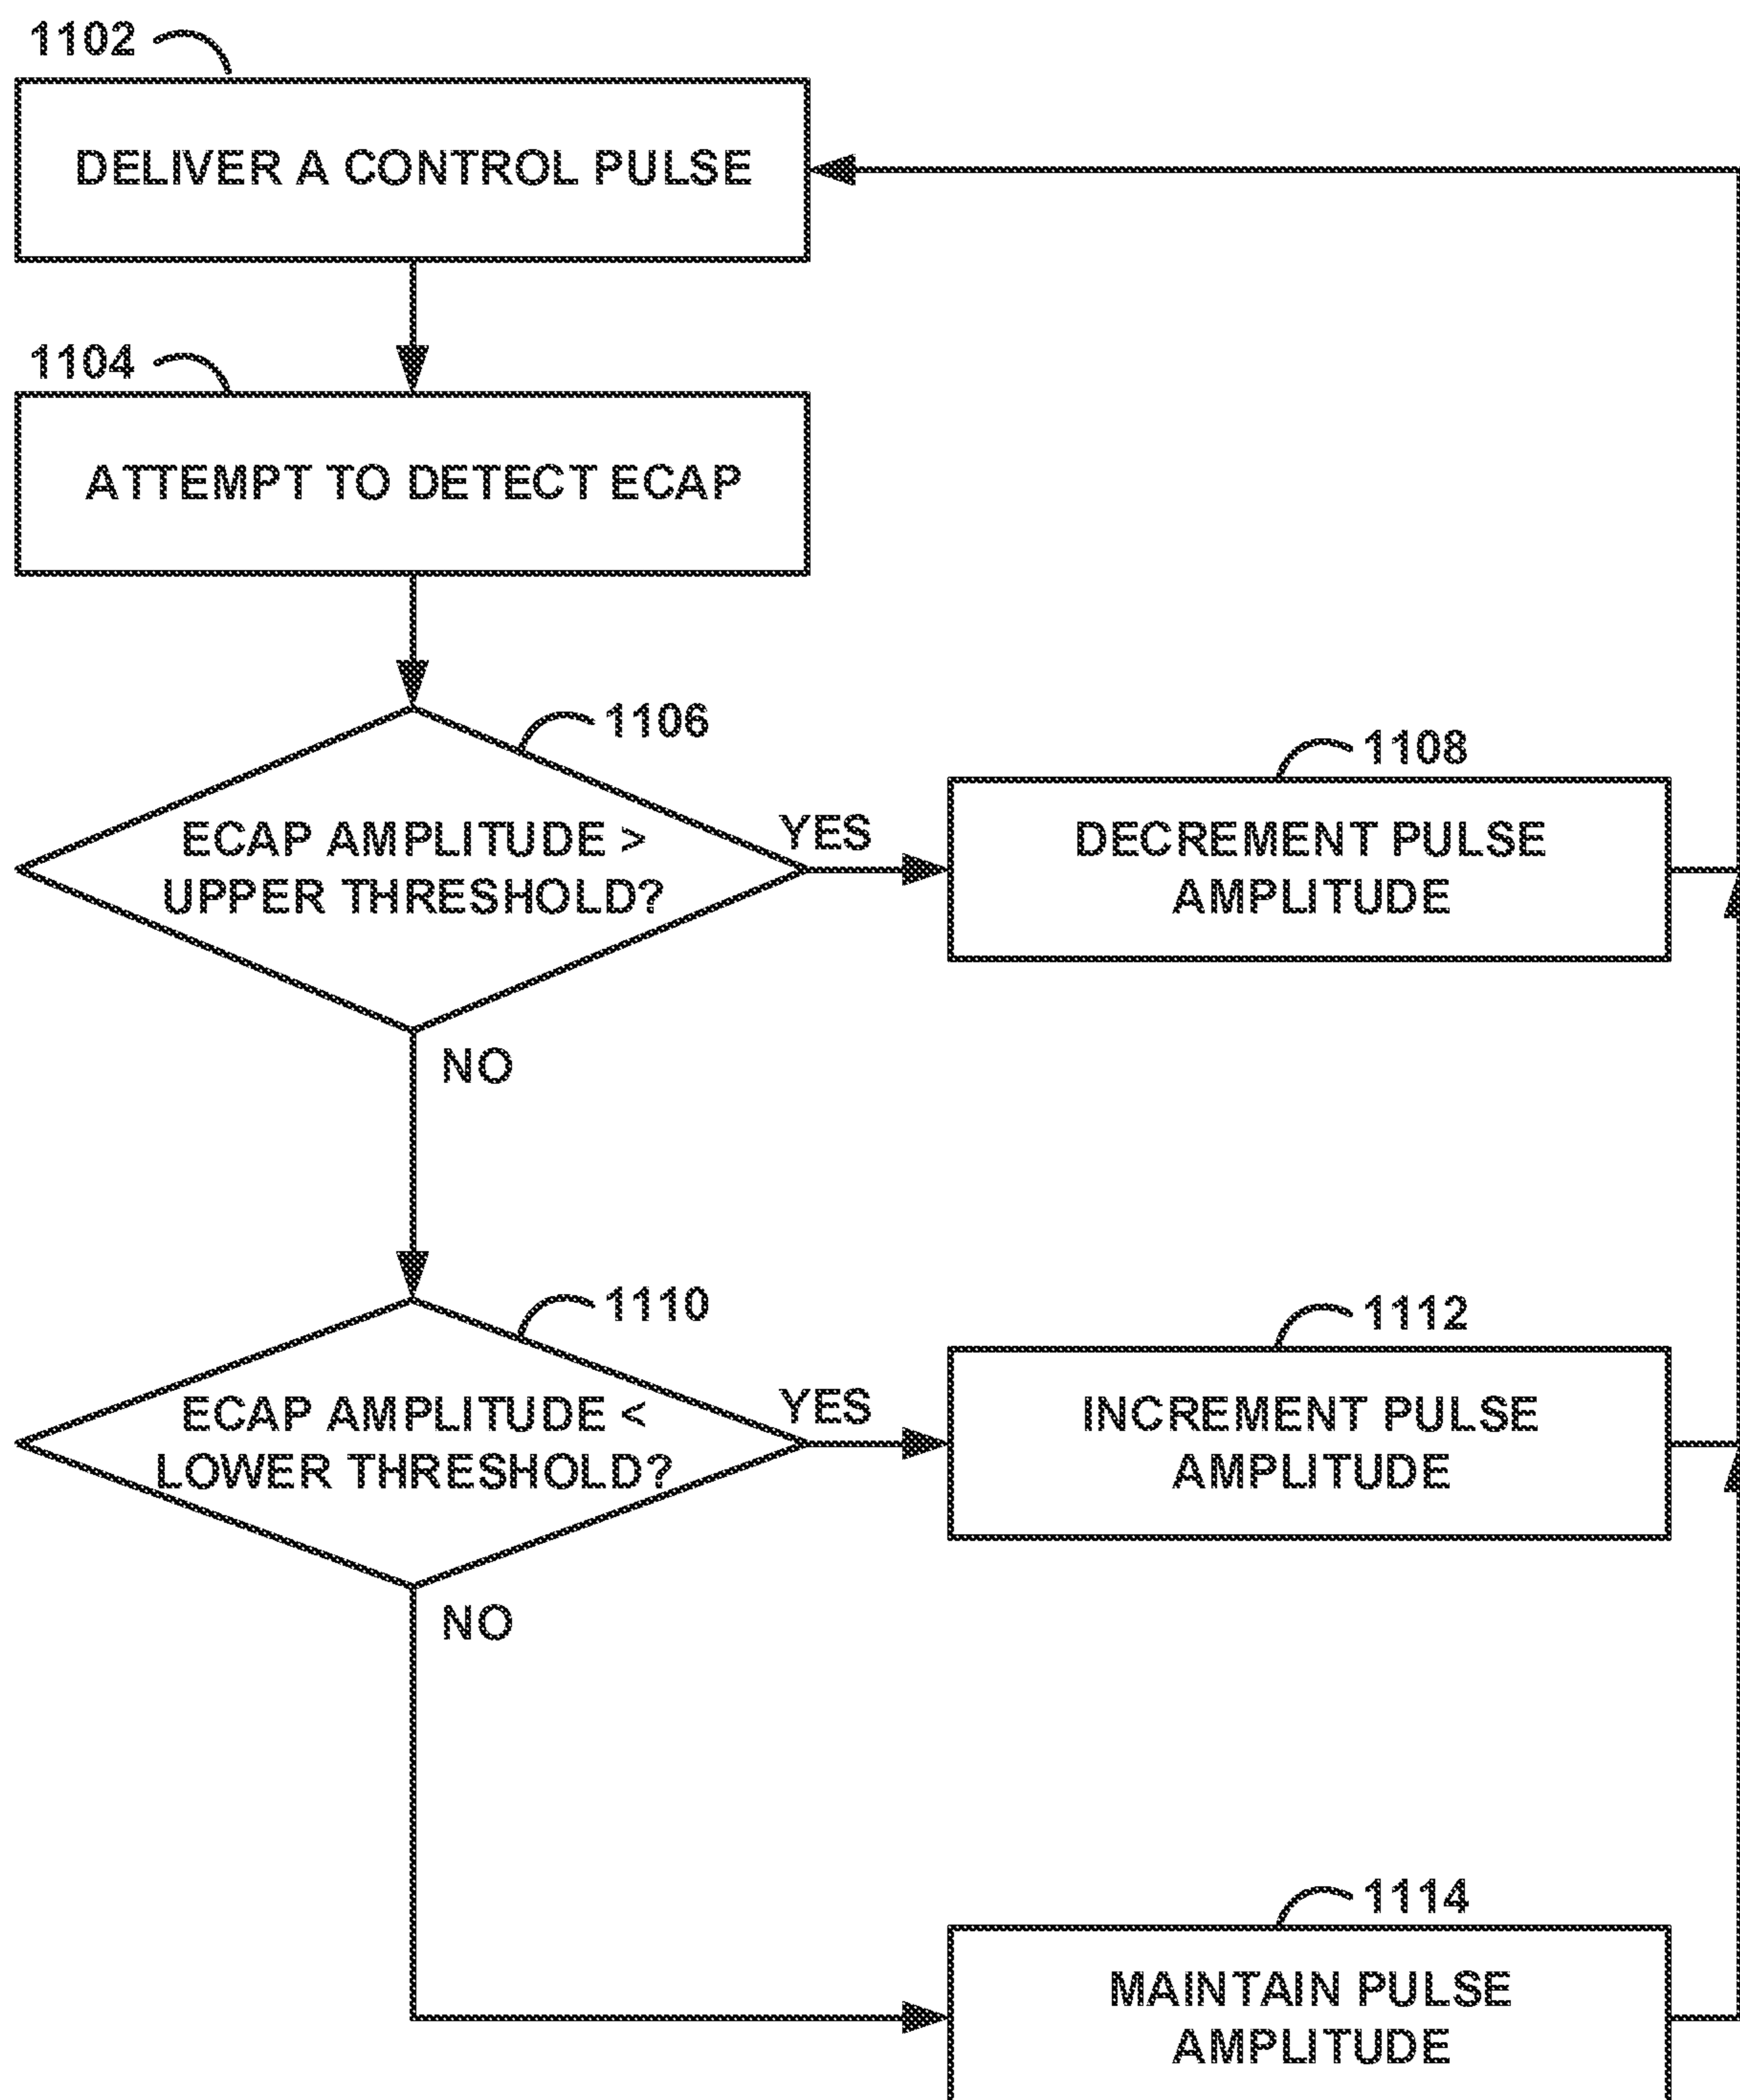 1102
DELIVER A CONTROL PULSE
1104
ATTEMPT TO DETECT ECAP
1106
ECAP AMPLITUDE >
UPPER THRESHOLD?
YES
NO
1108
DECREMENT PULSE
AMPLITUDE
1110
ECAP AMPLITUDE <
LOWER THRESHOLD?
YES
NO
1112
INCREMENT PULSE
AMPLITUDE
1114
MAINTAIN PULSE
AMPLITUDE